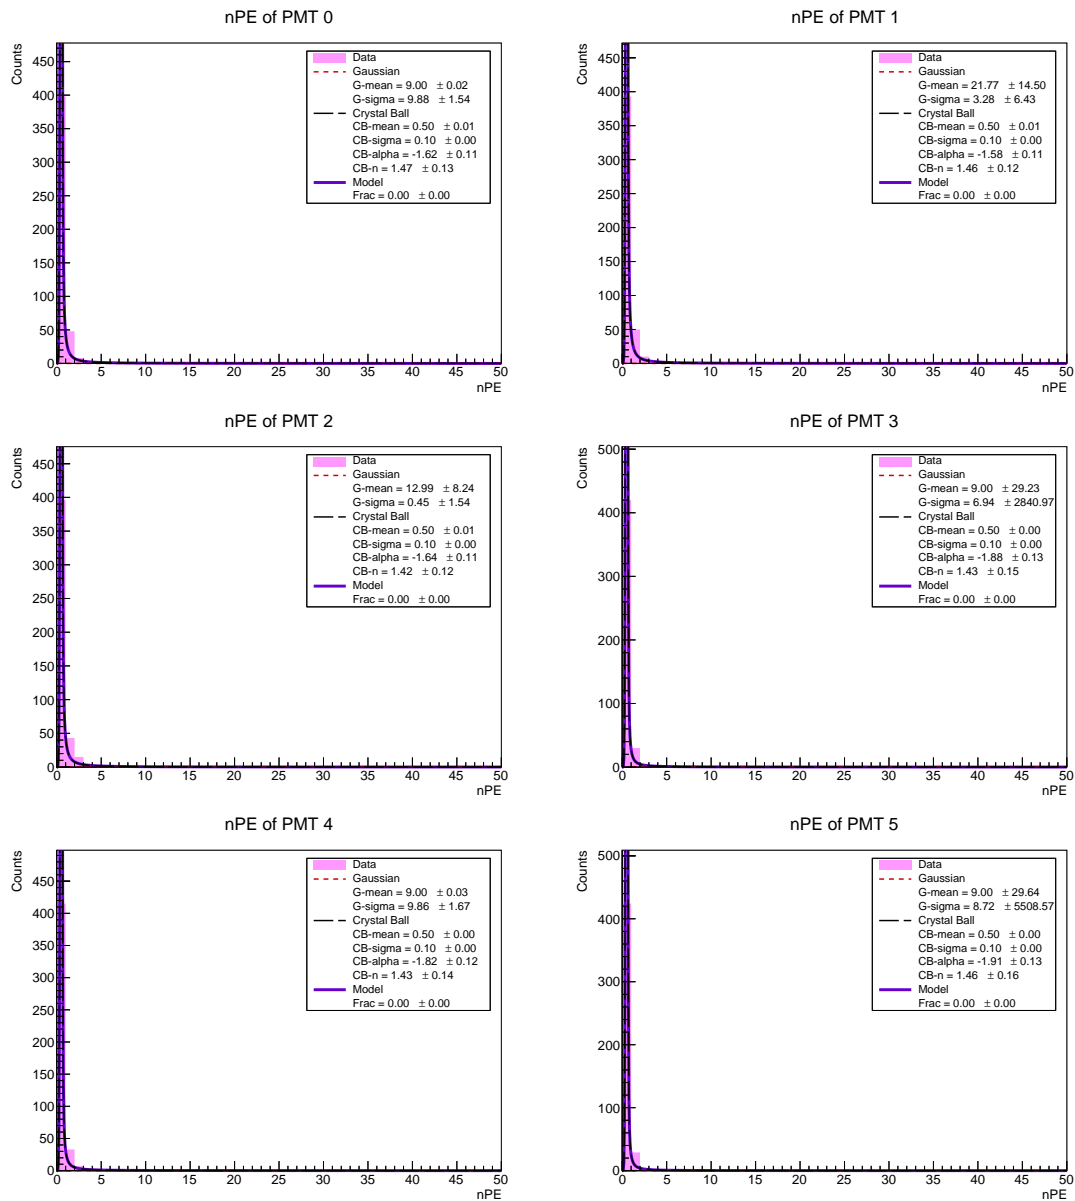 nPE of PMT 0
Counts
450
400
350
300
250
200
150
100
50
0
0 5 10 15 20 25 30 35 40 45 50
nPE
Data
Gaussian
G-mean = 9.00 ± 0.02
G-sigma = 9.88 ± 1.54
Crystal Ball
CB-mean = 0.50 ± 0.01
CB-sigma = 0.10 ± 0.00
CB-alpha = -1.62 ± 0.11
CB-n = 1.47 ± 0.13
Model
Frac = 0.00 ± 0.00
nPE of PMT 1
Counts
450
400
350
300
250
200
150
100
50
0
0 5 10 15 20 25 30 35 40 45 50
nPE
Data
Gaussian
G-mean = 21.77 ± 14.50
G-sigma = 3.28 ± 6.43
Crystal Ball
CB-mean = 0.50 ± 0.01
CB-sigma = 0.10 ± 0.00
CB-alpha = -1.58 ± 0.11
CB-n = 1.46 ± 0.12
Model
Frac = 0.00 ± 0.00
nPE of PMT 2
Counts
450
400
350
300
250
200
150
100
50
0
0 5 10 15 20 25 30 35 40 45 50
nPE
Data
Gaussian
G-mean = 12.99 ± 8.24
G-sigma = 0.45 ± 1.54
Crystal Ball
CB-mean = 0.50 ± 0.01
CB-sigma = 0.10 ± 0.00
CB-alpha = -1.64 ± 0.11
CB-n = 1.42 ± 0.12
Model
Frac = 0.00 ± 0.00
nPE of PMT 3
Counts
500
400
300
200
100
0
0 5 10 15 20 25 30 35 40 45 50
nPE
Data
Gaussian
G-mean = 9.00 ± 29.23
G-sigma = 6.94 ± 2840.97
Crystal Ball
CB-mean = 0.50 ± 0.00
CB-sigma = 0.10 ± 0.00
CB-alpha = -1.88 ± 0.13
CB-n = 1.43 ± 0.15
Model
Frac = 0.00 ± 0.00
nPE of PMT 4
Counts
450
400
350
300
250
200
150
100
50
0
0 5 10 15 20 25 30 35 40 45 50
nPE
Data
Gaussian
G-mean = 9.00 ± 0.03
G-sigma = 9.86 ± 1.67
Crystal Ball
CB-mean = 0.50 ± 0.00
CB-sigma = 0.10 ± 0.00
CB-alpha = -1.82 ± 0.12
CB-n = 1.43 ± 0.14
Model
Frac = 0.00 ± 0.00
nPE of PMT 5
Counts
500
400
300
200
100
0
0 5 10 15 20 25 30 35 40 45 50
nPE
Data
Gaussian
G-mean = 9.00 ± 29.64
G-sigma = 8.72 ± 5508.57
Crystal Ball
CB-mean = 0.50 ± 0.00
CB-sigma = 0.10 ± 0.00
CB-alpha = -1.91 ± 0.13
CB-n = 1.46 ± 0.16
Model
Frac = 0.00 ± 0.00